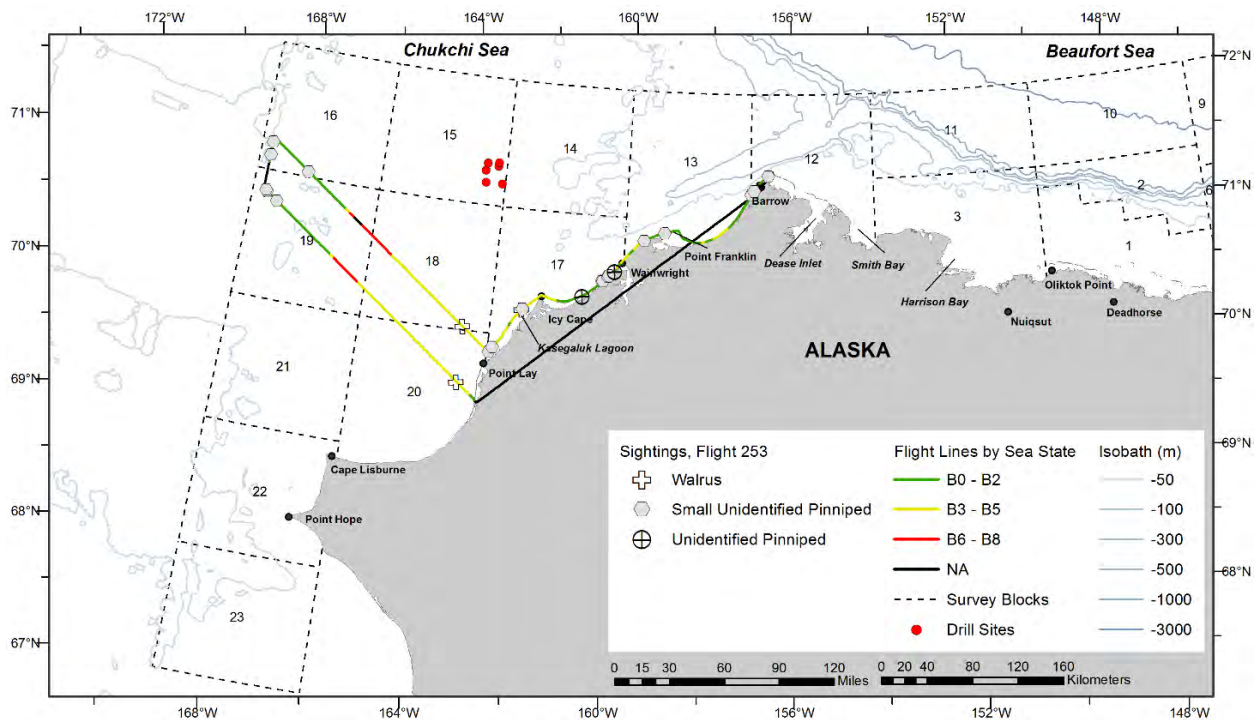 172°W 168°W 164°W 160°W 156°W 152°W 148°W
Chukchi Sea
Beaufort Sea
72°N
71°N
70°N
69°N
68°N
67°N
72°N
71°N
70°N
69°N
68°N
16
15
14
13
12
11
10
9
2
6
3
1
19
18
17
21
20
22
23
Barrow
Point Franklin
Wainwright
Icy Cape
Kasegaluk Lagoon
Point Lay
Cape Lisburne
Point Hope
Dease Inlet
Smith Bay
Harrison Bay
Oliktok Point
Nuiqsut
Deadhorse
ALASKA
Sightings, Flight 253
Walrus
Small Unidentified Pinniped
Unidentified Pinniped
Flight Lines by Sea State
B0 - B2
B3 - B5
B6 - B8
NA
Survey Blocks
Drill Sites
Isobath (m)
-50
-100
-300
-500
-1000
-3000
0 15 30 60 90 120
Miles
0 20 40 80 120 160
Kilometers
168°W 164°W 160°W 156°W 152°W 148°W